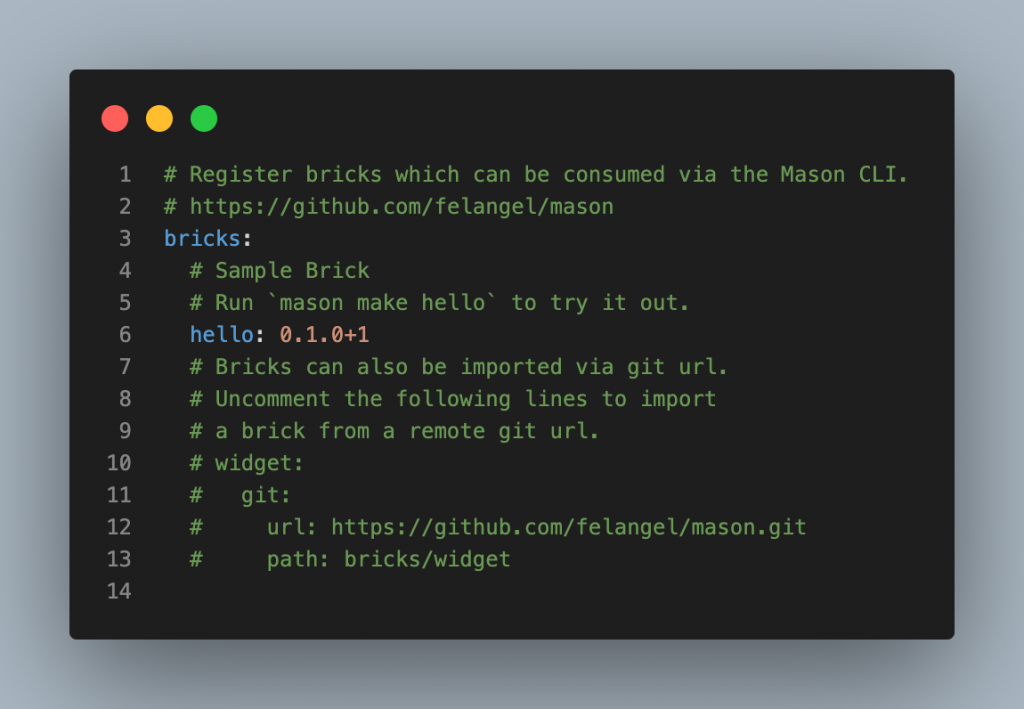 1 # Register bricks which can be consumed via the Mason CLI.
2 # https://github.com/felangel/mason
3 bricks:
4   # Sample Brick
5   # Run `mason make hello` to try it out.
6   hello: 0.1.0+1
7   # Bricks can also be imported via git url.
8   # Uncomment the following lines to import
9   # a brick from a remote git url.
10   # widget:
11   #   git:
12   #     url: https://github.com/felangel/mason.git
13   #     path: bricks/widget
14